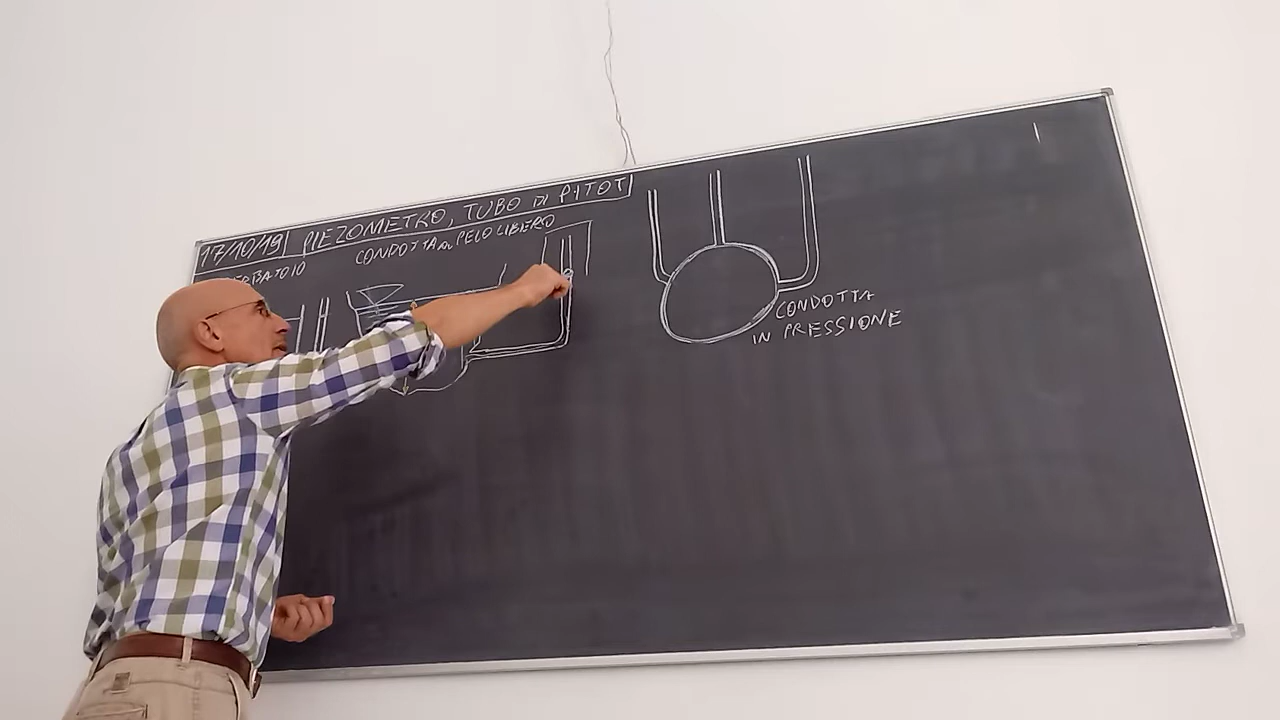 17/10/19 PIEZOMETRO, TUBO DI PITOT
CONDOTTA a PELO LIBERO
CONDOTTA
IN PRESSIONE